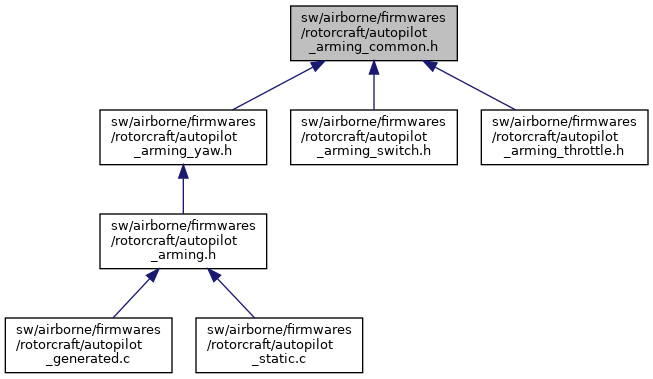 sw/airborne/firmwares
/rotorcraft/autopilot
_arming_common.h
sw/airborne/firmwares
/rotorcraft/autopilot
_arming_yaw.h
sw/airborne/firmwares
/rotorcraft/autopilot
_arming_switch.h
sw/airborne/firmwares
/rotorcraft/autopilot
_arming_throttle.h
sw/airborne/firmwares
/rotorcraft/autopilot
_arming.h
sw/airborne/firmwares
/rotorcraft/autopilot
_generated.c
sw/airborne/firmwares
/rotorcraft/autopilot
_static.c